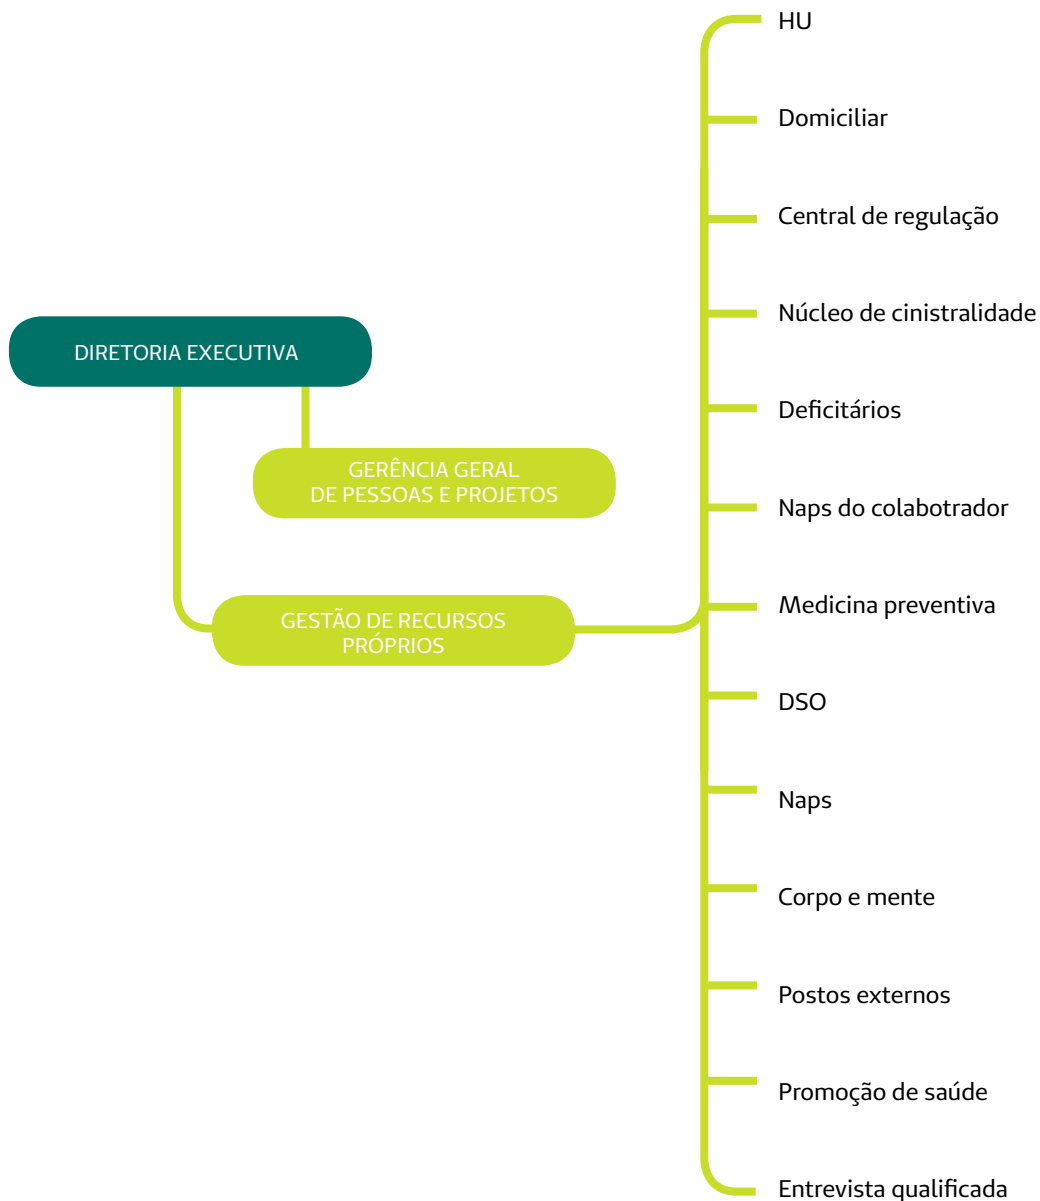 HU
Domiciliar
Central de regulação
Núcleo de cinistralidade
DIRETORIA EXECUTIVA
Deficitários
GERÊNCIA GERAL
DE PESSOAS E PROJETOS
Naps do colabotrador
Medicina preventiva
GESTÃO DE RECURSOS
PRÓPRIOS
DSO
Naps
Corpo e mente
Postos externos
Promoção de saúde
Entrevista qualificada